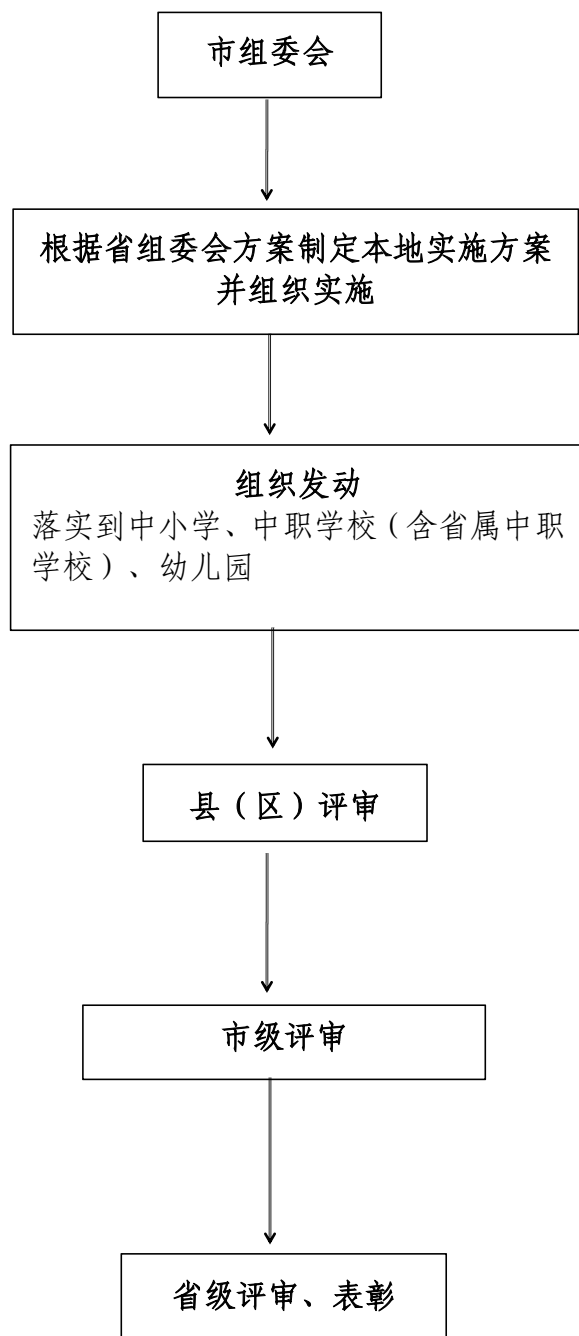 市组委会
根据省组委会方案制定本地实施方案
并组织实施
组织发动
落实到中小学、中职学校（含省属中职
学校）、幼儿园
县（区）评审
市级评审
省级评审、表彰